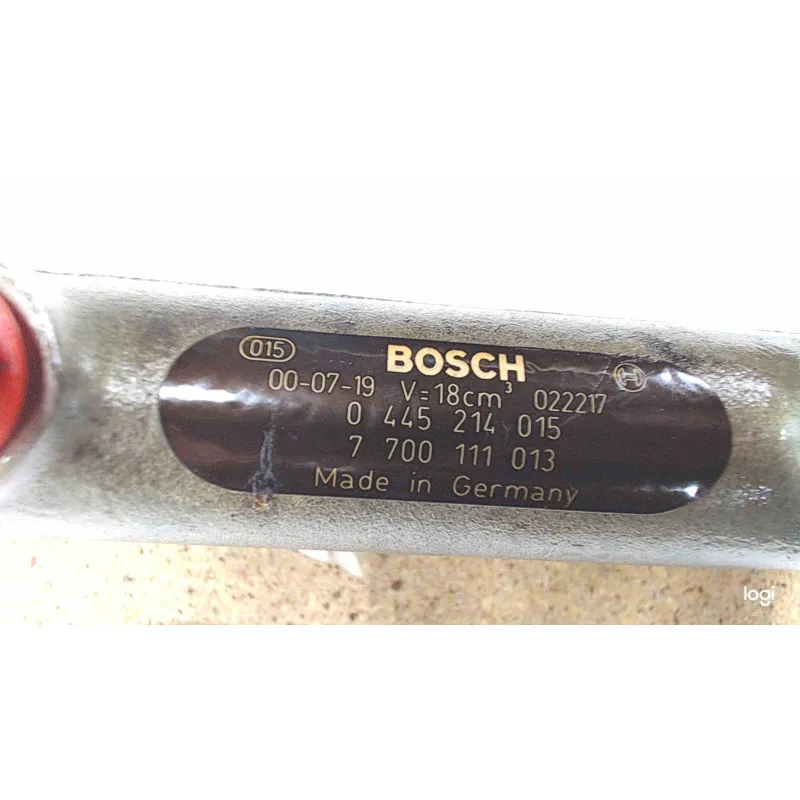 015 BOSCH
00-07-19 V=18cm³ 022217
0 445 214 015
7 700 111 013
Made in Germany
logi